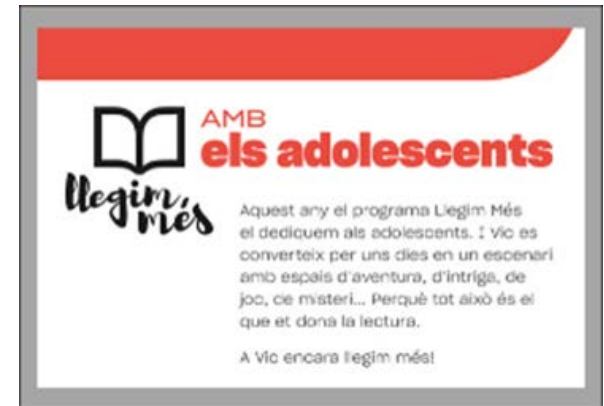 AMB
els adolescents
llegim,
més
Aquest any el programa Llegim Més
el dediquem als adolescents. I Vic es
converteix per uns dies en un escenari
amb espais d'aventura, d'intriga, de
joc, de misteri... Perquè tot això és el
que et dona la lectura.
A Vic encara llegim més!